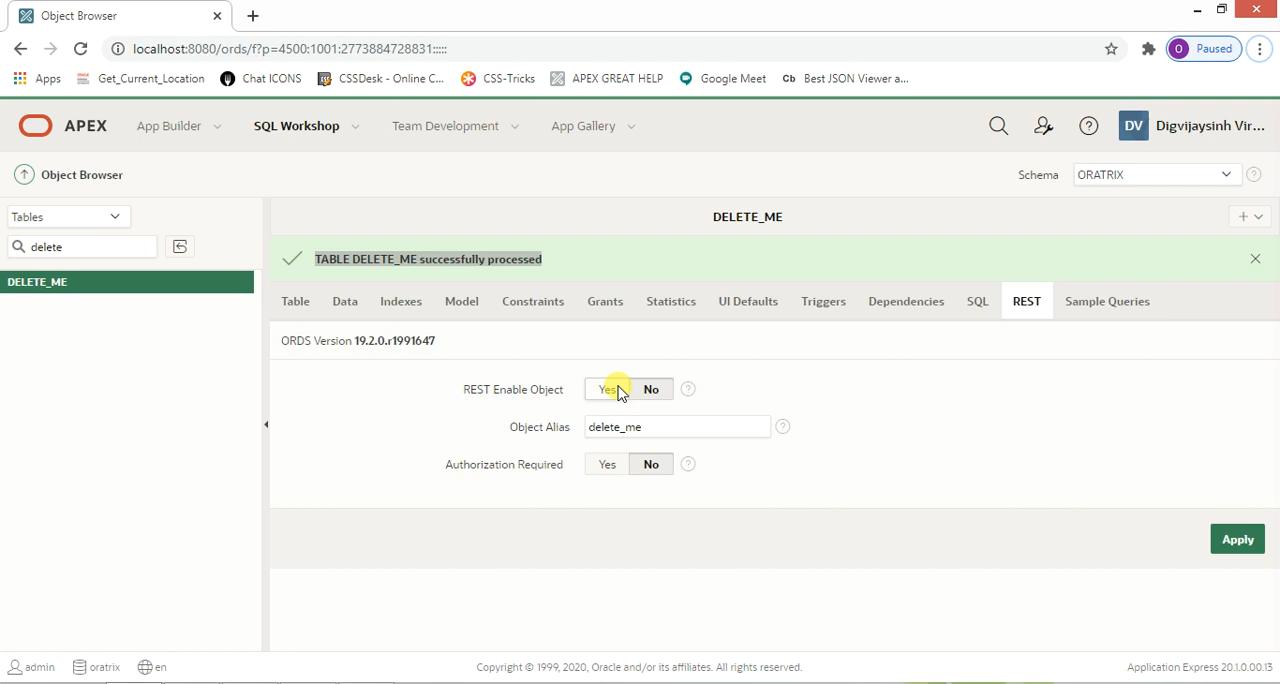 Object Browser
localhost:8080/ords/f?p=4500:1001:2773884728831:::::
O Paused
Apps Get_Current_Location Chat ICONS CSSDesk - Online C... CSS-Tricks APEX GREAT HELP Google Meet Cb Best JSON Viewer a...
APEX App Builder SQL Workshop Team Development App Gallery DV Digvijaysinh Vir...
Object Browser Schema ORATRIX
Tables
DELETE_ME
delete
TABLE DELETE_ME successfully processed
DELETE_ME
Table Data Indexes Model Constraints Grants Statistics UI Defaults Triggers Dependencies SQL REST Sample Queries
ORDS Version 19.2.0.r1991647
REST Enable Object Yes No
Object Alias delete_me
Authorization Required Yes No
Apply
admin oratrix en Copyright © 1999, 2020, Oracle and/or its affiliates. All rights reserved. Application Express 20.1.0.00.13